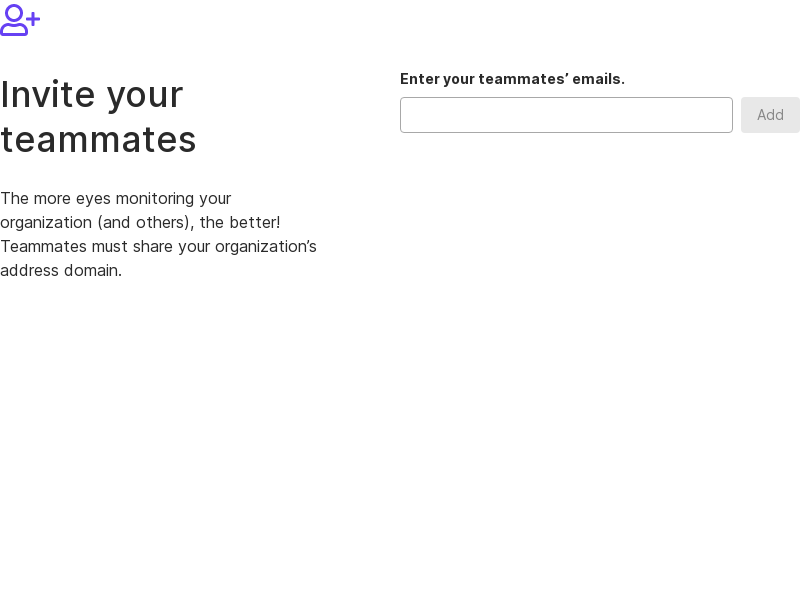 Invite your
teammates
The more eyes monitoring your
organization (and others), the better!
Teammates must share your organization’s
address domain.
Enter your teammates’ emails.
Add